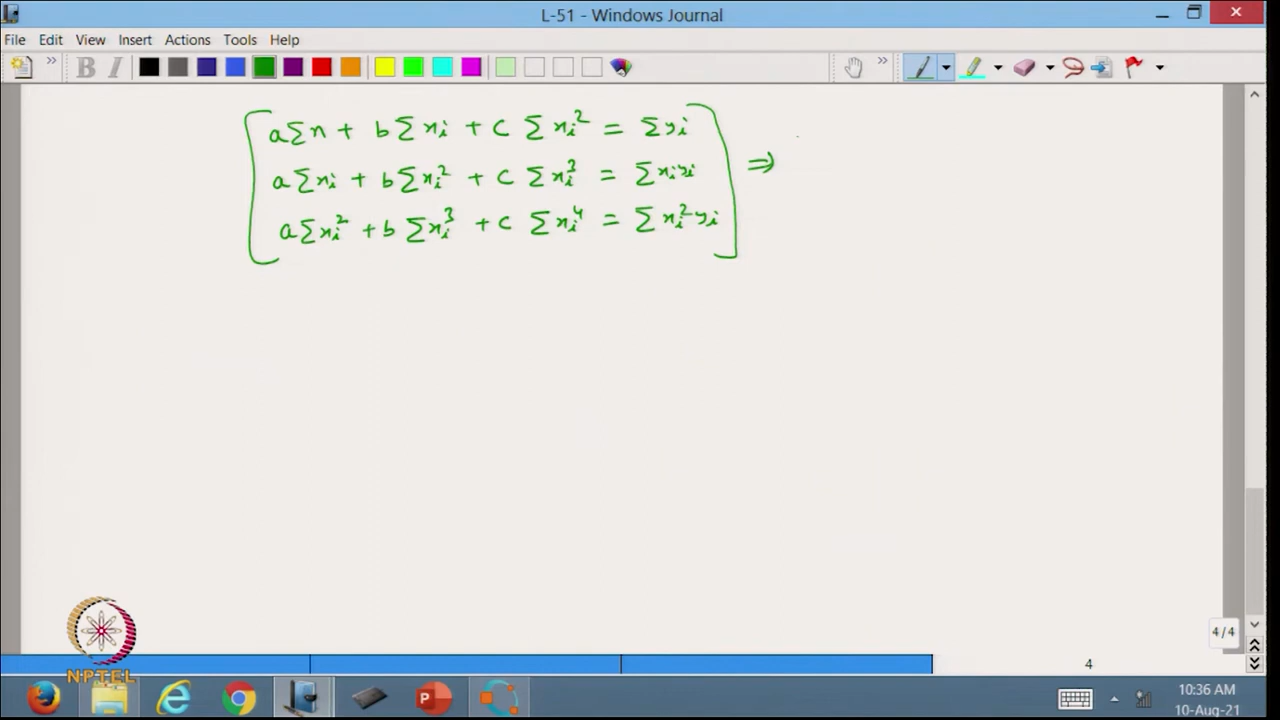 L-51 - Windows Journal
File Edit View Insert Actions Tools Help
a∑n + b∑xi + c ∑xi² = ∑yi
a∑xi + b∑xi² + c ∑xi³ = ∑xiyi ⇒
a∑xi² + b∑xi³ + c ∑xi⁴ = ∑xi²yi
4/4
4
NPTEL
10:36 AM
10-Aug-21